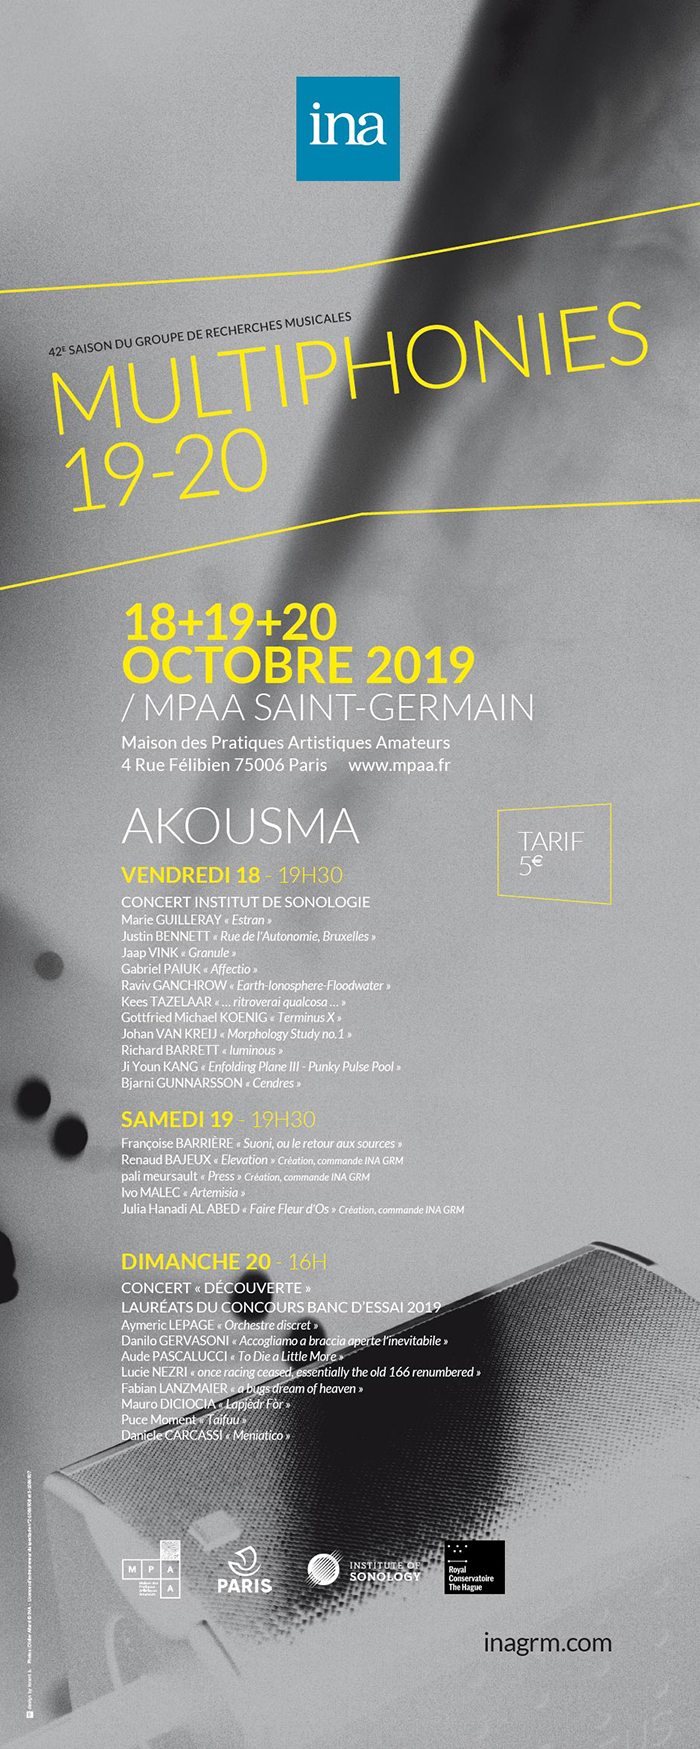 ina
42E SAISON DU GROUPE DE RECHERCHES MUSICALES
MULTIPHONIES
19-20
18+19+20
OCTOBRE 2019
/ MPAA SAINT-GERMAIN
Maison des Pratiques Artistiques Amateurs
4 Rue Félibien 75006 Paris www.mpaa.fr
AKOUSMA
TARIF
5€
VENDREDI 18 - 19H30
CONCERT INSTITUT DE SONOLOGIE
Marie GUILLERAY « Estran »
Justin BENNETT « Rue de l'Autonomie, Bruxelles »
Jaap VINK « Granule »
Gabriel PAIUK « Affectio »
Raviv GANCHROW « Earth-Ionosphere-Floodwater »
Kees TAZELAAR « ... ritroverai qualcosa ... »
Gottfried Michael KOENIG « Terminus X »
Johan VAN KREIJ « Morphology Study no.1 »
Richard BARRETT « luminous »
Ji Youn KANG « Enfolding Plane III - Punky Pulse Pool »
Bjarni GUNNARSSON « Cendres »
SAMEDI 19 - 19H30
Françoise BARRIÈRE « Suoni, ou le retour aux sources »
Renaud BAJEUX « Elevation » Création, commande INA GRM
pali meursault « Press » Création, commande INA GRM
Ivo MALEC « Artemisia »
Julia Hanadi AL ABED « Faire Fleur d'Os » Création, commande INA GRM
DIMANCHE 20 - 16H
CONCERT « DÉCOUVERTE »
LAURÉATS DU CONCOURS BANC D'ESSAI 2019
Aymeric LEPAGE « Orchestre discret »
Danilo GERVASONI « Accogliamo a braccia aperte l'inevitabile »
Aude PASCALUCCI « To Die a Little More »
Lucie NEZRI « once racing ceased, essentially the old 166 renumbered »
Fabian LANZMAIER « a bugs dream of heaven »
Mauro DICIOCIA « Lapjèdr Fòr »
Puce Moment « Taifuu »
Daniele CARCASSI « Meniatico »
MPAA
PARIS
INSTITUTE OF
SONOLOGY
Royal
Conservatoire
The Hague
inagrm.com